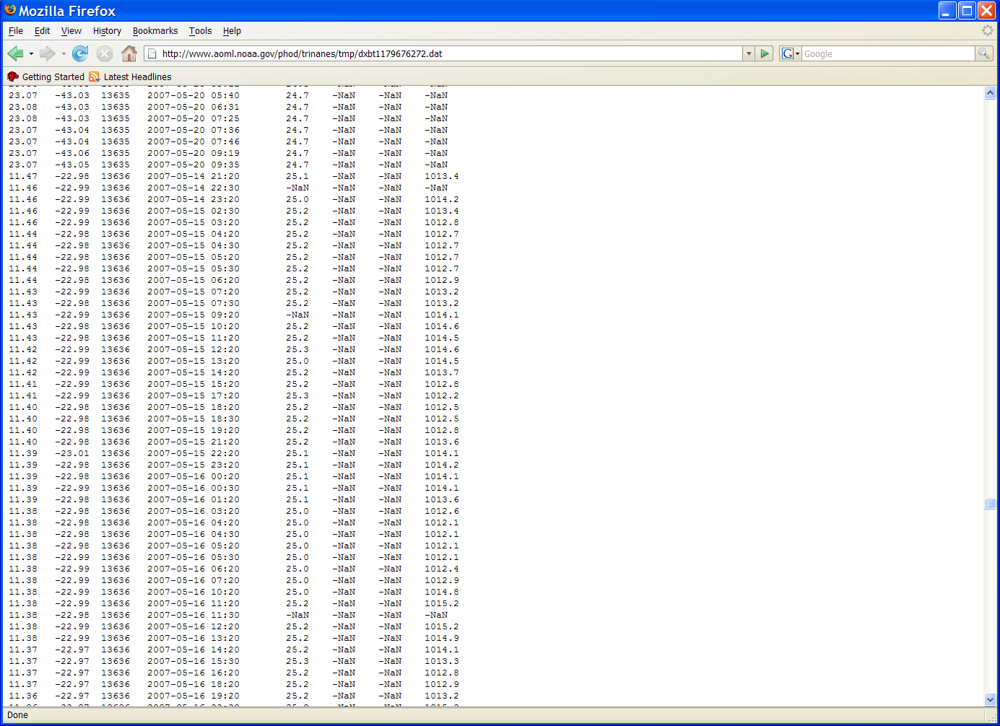 Mozilla Firefox
File Edit View History Bookmarks Tools Help
http://www.aoml.noaa.gov/phod/trinanes/tmp/dxbt1179676272.dat G Google
Getting Started Latest Headlines
23.07 -43.03 13635 2007-05-20 05:40 24.7 -NaN -NaN -NaN
23.08 -43.03 13635 2007-05-20 06:31 24.7 -NaN -NaN -NaN
23.08 -43.03 13635 2007-05-20 07:25 24.7 -NaN -NaN -NaN
23.07 -43.04 13635 2007-05-20 07:36 24.7 -NaN -NaN -NaN
23.07 -43.04 13635 2007-05-20 07:46 24.7 -NaN -NaN -NaN
23.07 -43.06 13635 2007-05-20 09:19 24.7 -NaN -NaN -NaN
23.07 -43.05 13635 2007-05-20 09:35 24.7 -NaN -NaN -NaN
11.47 -22.98 13636 2007-05-14 21:20 25.1 -NaN -NaN 1013.4
11.46 -22.99 13636 2007-05-14 22:30 -NaN -NaN -NaN -NaN
11.46 -22.99 13636 2007-05-14 23:20 25.0 -NaN -NaN 1014.2
11.46 -22.99 13636 2007-05-15 02:30 25.2 -NaN -NaN 1013.4
11.46 -22.99 13636 2007-05-15 03:20 25.2 -NaN -NaN 1012.8
11.44 -22.98 13636 2007-05-15 04:20 25.2 -NaN -NaN 1012.7
11.44 -22.98 13636 2007-05-15 04:30 25.2 -NaN -NaN 1012.7
11.44 -22.98 13636 2007-05-15 05:20 25.2 -NaN -NaN 1012.7
11.44 -22.98 13636 2007-05-15 05:30 25.2 -NaN -NaN 1012.7
11.44 -22.98 13636 2007-05-15 06:20 25.2 -NaN -NaN 1012.9
11.43 -22.99 13636 2007-05-15 07:20 25.2 -NaN -NaN 1013.2
11.43 -22.98 13636 2007-05-15 07:30 25.2 -NaN -NaN 1013.2
11.43 -22.99 13636 2007-05-15 09:20 -NaN -NaN -NaN 1014.1
11.43 -22.98 13636 2007-05-15 10:20 25.2 -NaN -NaN 1014.6
11.43 -22.98 13636 2007-05-15 11:20 25.2 -NaN -NaN 1014.5
11.42 -22.99 13636 2007-05-15 12:20 25.3 -NaN -NaN 1014.6
11.42 -22.99 13636 2007-05-15 13:20 25.0 -NaN -NaN 1014.5
11.42 -22.99 13636 2007-05-15 14:20 25.2 -NaN -NaN 1013.7
11.41 -22.99 13636 2007-05-15 15:20 25.2 -NaN -NaN 1012.8
11.41 -22.99 13636 2007-05-15 17:20 25.3 -NaN -NaN 1012.2
11.40 -22.98 13636 2007-05-15 18:20 25.2 -NaN -NaN 1012.5
11.40 -22.98 13636 2007-05-15 18:30 25.2 -NaN -NaN 1012.5
11.40 -22.98 13636 2007-05-15 19:20 25.2 -NaN -NaN 1012.8
11.40 -22.98 13636 2007-05-15 21:20 25.2 -NaN -NaN 1013.6
11.39 -23.01 13636 2007-05-15 22:20 25.1 -NaN -NaN 1014.1
11.39 -22.98 13636 2007-05-15 23:20 25.1 -NaN -NaN 1014.2
11.39 -22.98 13636 2007-05-16 00:20 25.1 -NaN -NaN 1014.1
11.39 -22.99 13636 2007-05-16 00:30 25.1 -NaN -NaN 1014.1
11.39 -22.98 13636 2007-05-16 01:20 25.1 -NaN -NaN 1013.6
11.38 -22.98 13636 2007-05-16 03:20 25.0 -NaN -NaN 1012.6
11.38 -22.98 13636 2007-05-16 04:20 25.0 -NaN -NaN 1012.1
11.38 -22.98 13636 2007-05-16 04:30 25.0 -NaN -NaN 1012.1
11.38 -22.98 13636 2007-05-16 05:20 25.0 -NaN -NaN 1012.1
11.38 -22.99 13636 2007-05-16 05:30 25.0 -NaN -NaN 1012.1
11.38 -22.99 13636 2007-05-16 06:20 25.0 -NaN -NaN 1012.4
11.38 -22.99 13636 2007-05-16 07:20 25.0 -NaN -NaN 1012.9
11.38 -22.99 13636 2007-05-16 10:20 25.0 -NaN -NaN 1014.8
11.38 -22.99 13636 2007-05-16 11:20 25.2 -NaN -NaN 1015.2
11.38 -22.98 13636 2007-05-16 11:30 -NaN -NaN -NaN -NaN
11.38 -22.99 13636 2007-05-16 12:20 25.2 -NaN -NaN 1015.2
11.38 -22.99 13636 2007-05-16 13:20 25.2 -NaN -NaN 1014.9
11.37 -22.97 13636 2007-05-16 14:20 25.2 -NaN -NaN 1014.1
11.37 -22.97 13636 2007-05-16 15:30 25.3 -NaN -NaN 1013.3
11.37 -22.97 13636 2007-05-16 16:20 25.2 -NaN -NaN 1012.8
11.37 -22.97 13636 2007-05-16 18:20 25.2 -NaN -NaN 1012.9
11.36 -22.97 13636 2007-05-16 19:20 25.2 -NaN -NaN 1013.2
Done